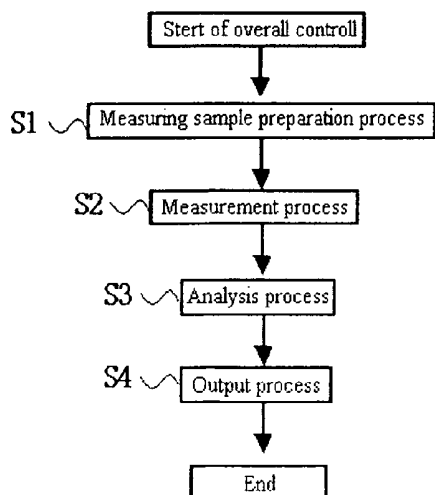 Stert of overall controll
S1 Measuring sample preparation process
S2 Measurement process
S3 Analysis process
S4 Output process
End